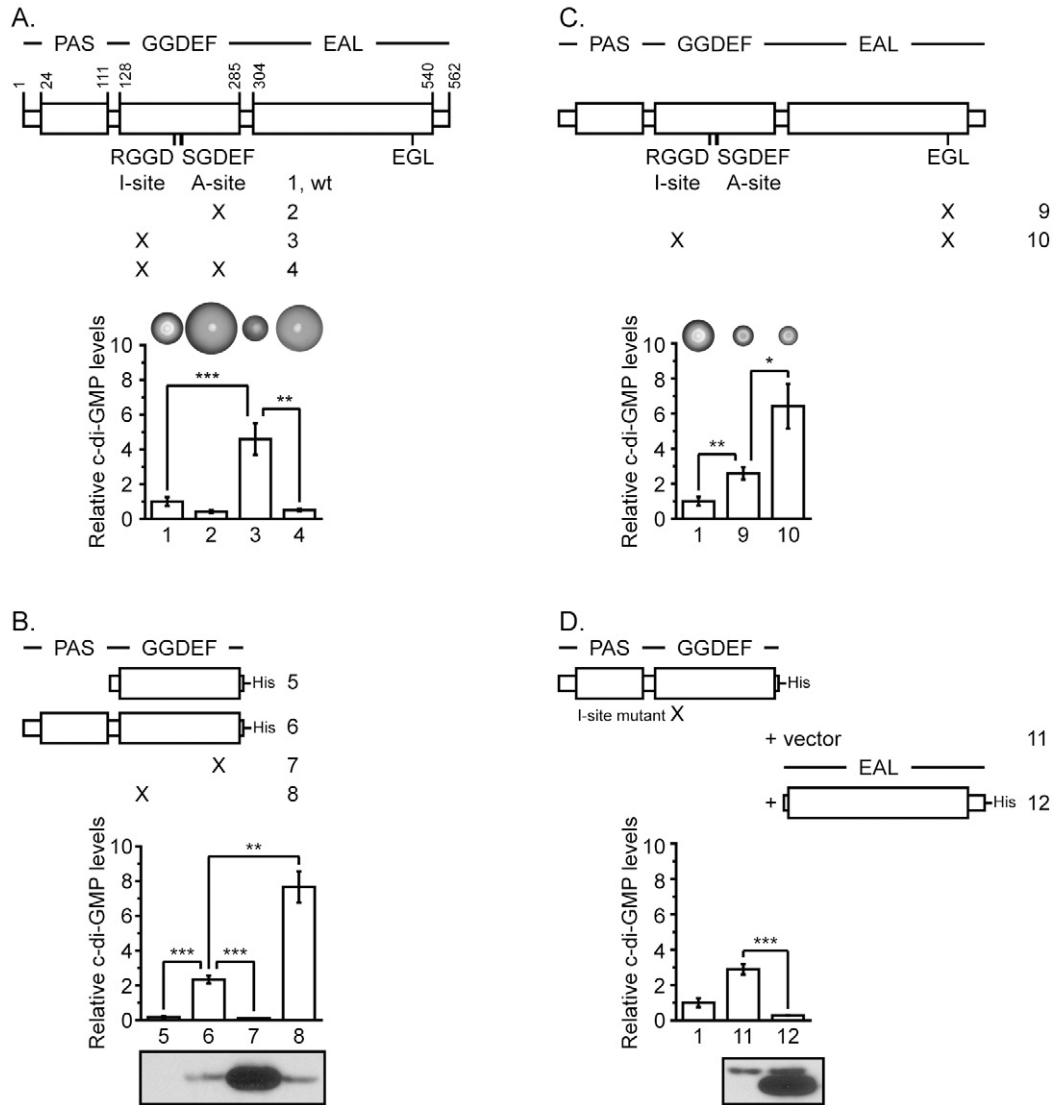 A.
PAS GGDEF EAL
1 24 111 128 285 304 540 562
RGGD SGDEF EGL
I-site A-site 1, wt
X 2
X 3
X X 4
Relative c-di-GMP levels
10
8
6
4
2
0
*** **
1 2 3 4
B.
PAS GGDEF
His 5
His 6
X 7
X 8
Relative c-di-GMP levels
10
8
6
4
2
0
**
*** ***
5 6 7 8
C.
PAS GGDEF EAL
RGGD SGDEF EGL
I-site A-site
X 9
X X 10
Relative c-di-GMP levels
10
8
6
4
2
0
*
**
1 9 10
D.
PAS GGDEF
His
I-site mutant X
+ vector 11
EAL
+ His 12
Relative c-di-GMP levels
10
8
6
4
2
0
***
1 11 12